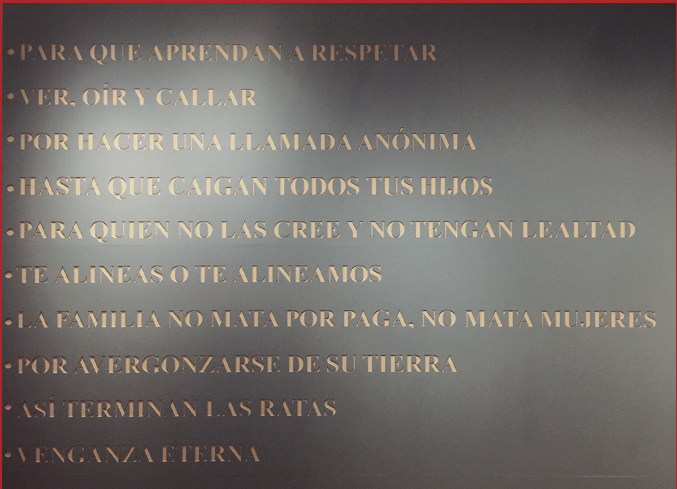 • PARA QUE APRENDAN A RESPETAR
• VER, OÍR Y CALLAR
• POR HACER UNA LLAMADA ANÓNIMA
• HASTA QUE CAIGAN TODOS TUS HIJOS
• PARA QUIEN NO LAS CREE Y NO TENGAN LEALTAD
• TE ALINEAS O TE ALINEAMOS
• LA FAMILIA NO MATA POR PAGA, NO MATA MUJERES
• POR AVERGONZARSE DE SU TIERRA
• ASÍ TERMINAN LAS RATAS
• VENGANZA ETERNA